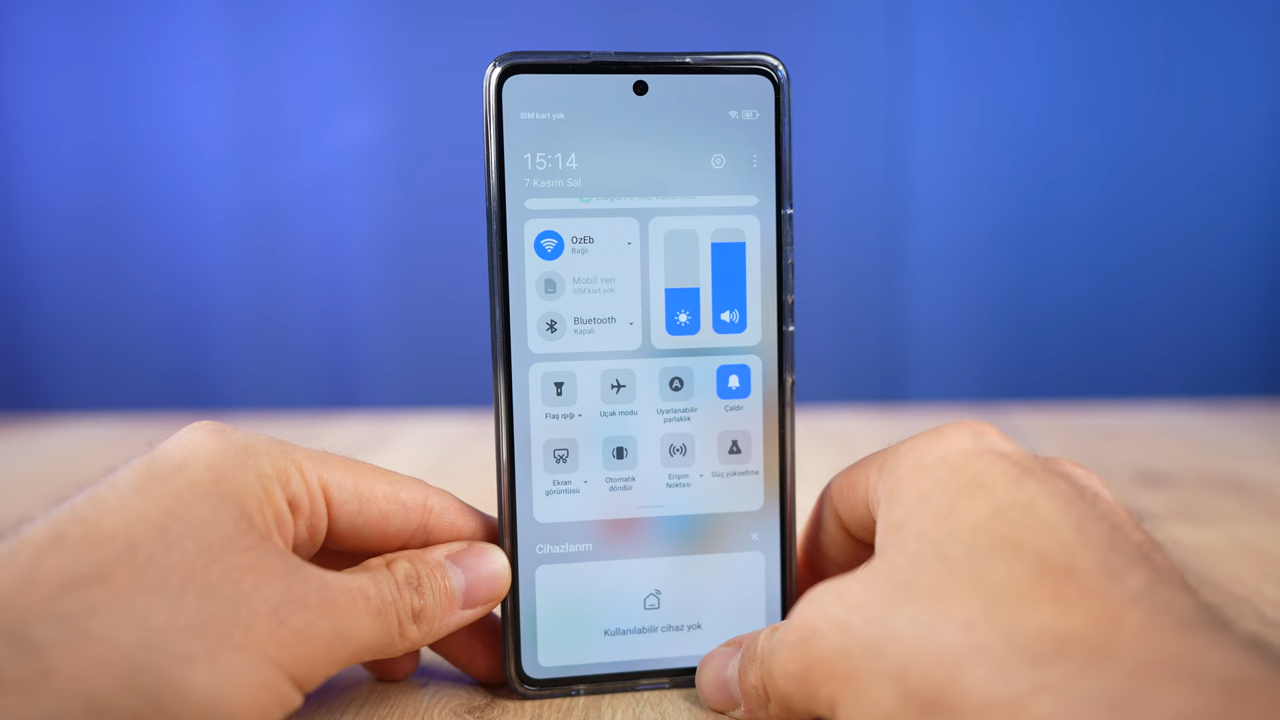 SIM kart yok
15:14
7 Kasım Sal
OzEb
Bağlı
Mobil veri
SIM kart yok
Bluetooth
Kapalı
Flaş ışığı
Uçak modu
Uyarlanabilir
parlaklık
Çaldır
Ekran
görüntüsü
Otomatik
döndür
Erişim
Noktası
Güç yükseltme
Cihazlarım
Kullanılabilir cihaz yok